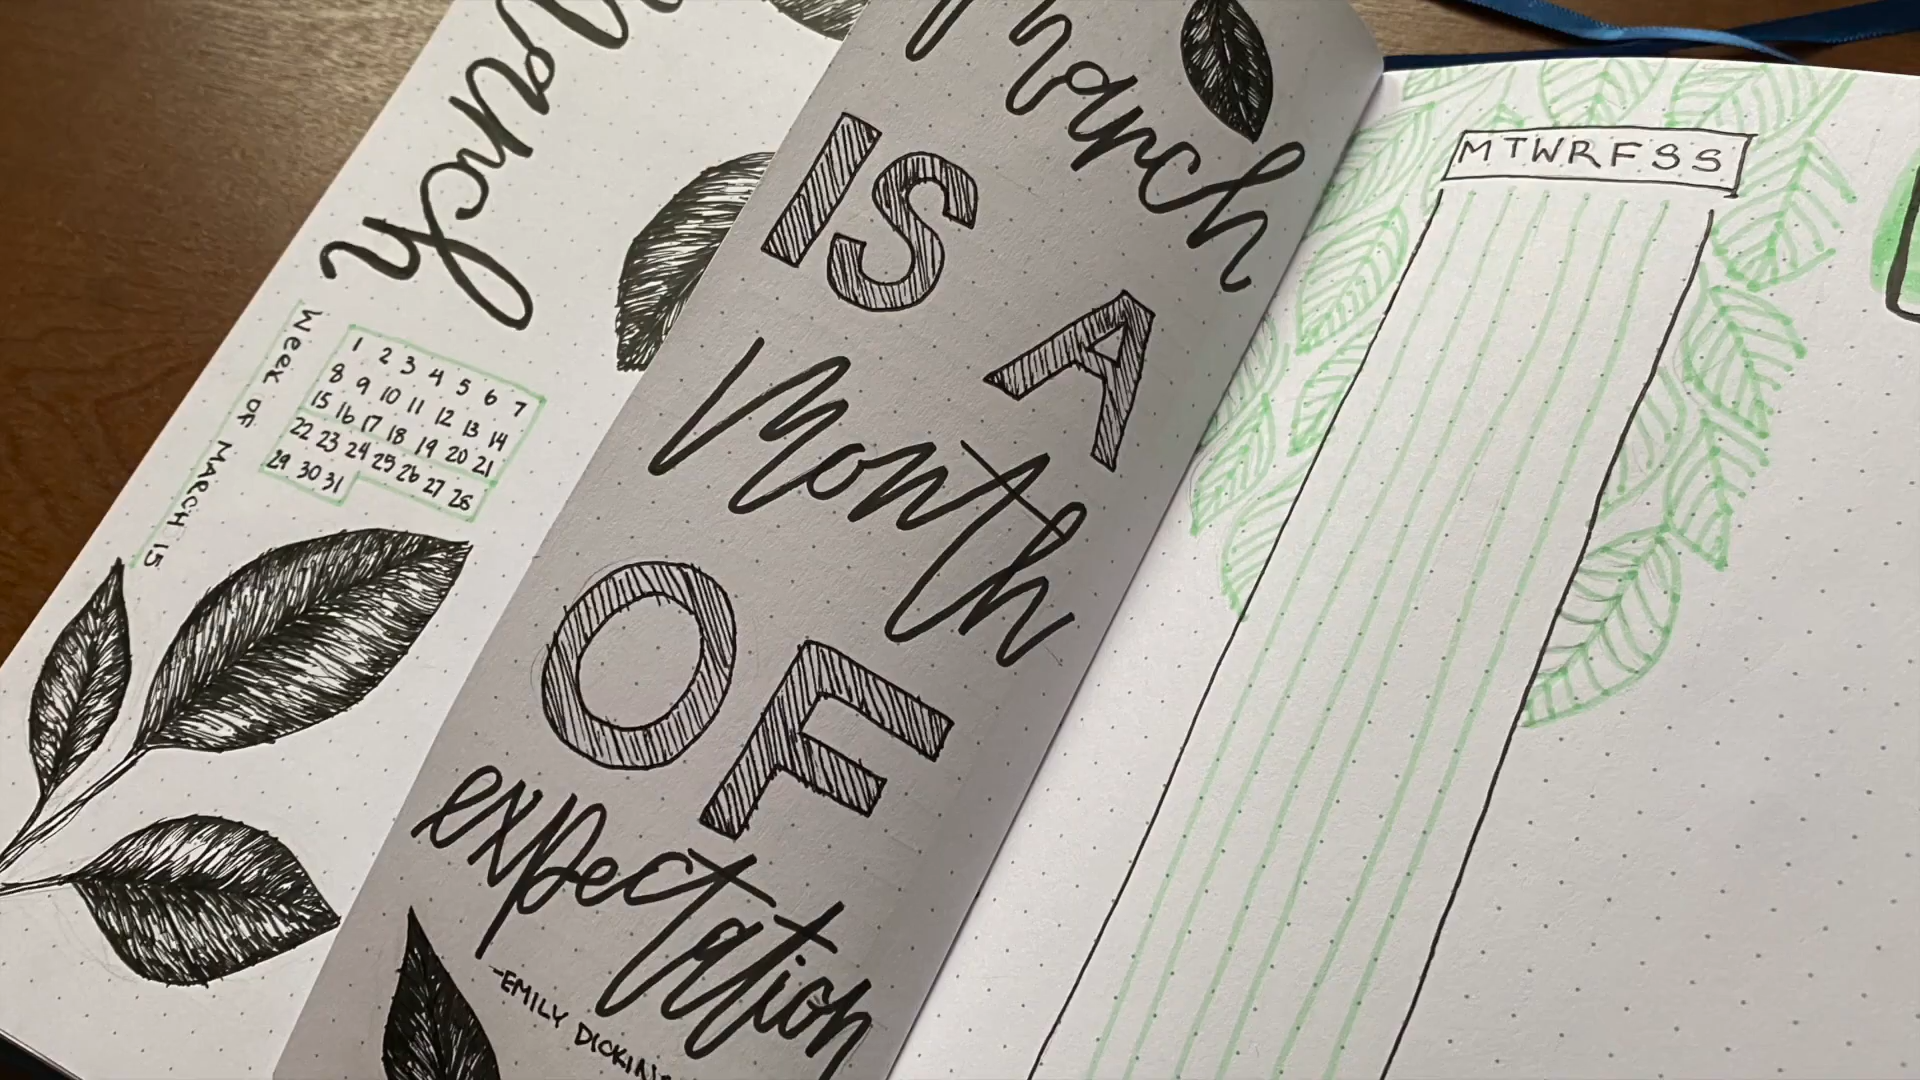 March
WEEK OF MARCH 15
1 2 3 4 5 6 7
8 9 10 11 12 13 14
15 16 17 18 19 20 21
22 23 24 25 26 27 28
29 30 31
March
IS A
Month
OF
expectation
-EMILY
MTWRFSS